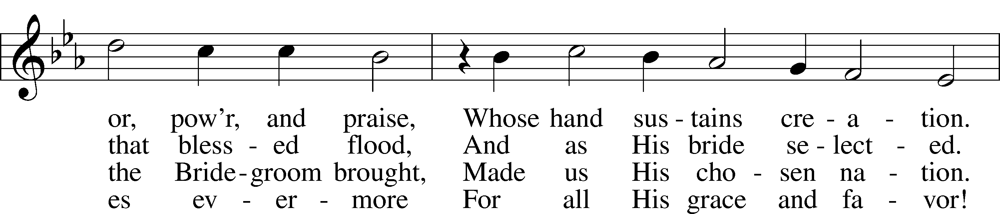 or, pow'r, and praise, Whose hand sus - tains cre - a - tion.
that bless - ed flood, And as His bride se - lect - ed.
the Bride - groom brought, Made us His cho - sen na - tion.
es ev - er - more For all His grace and fa - vor!